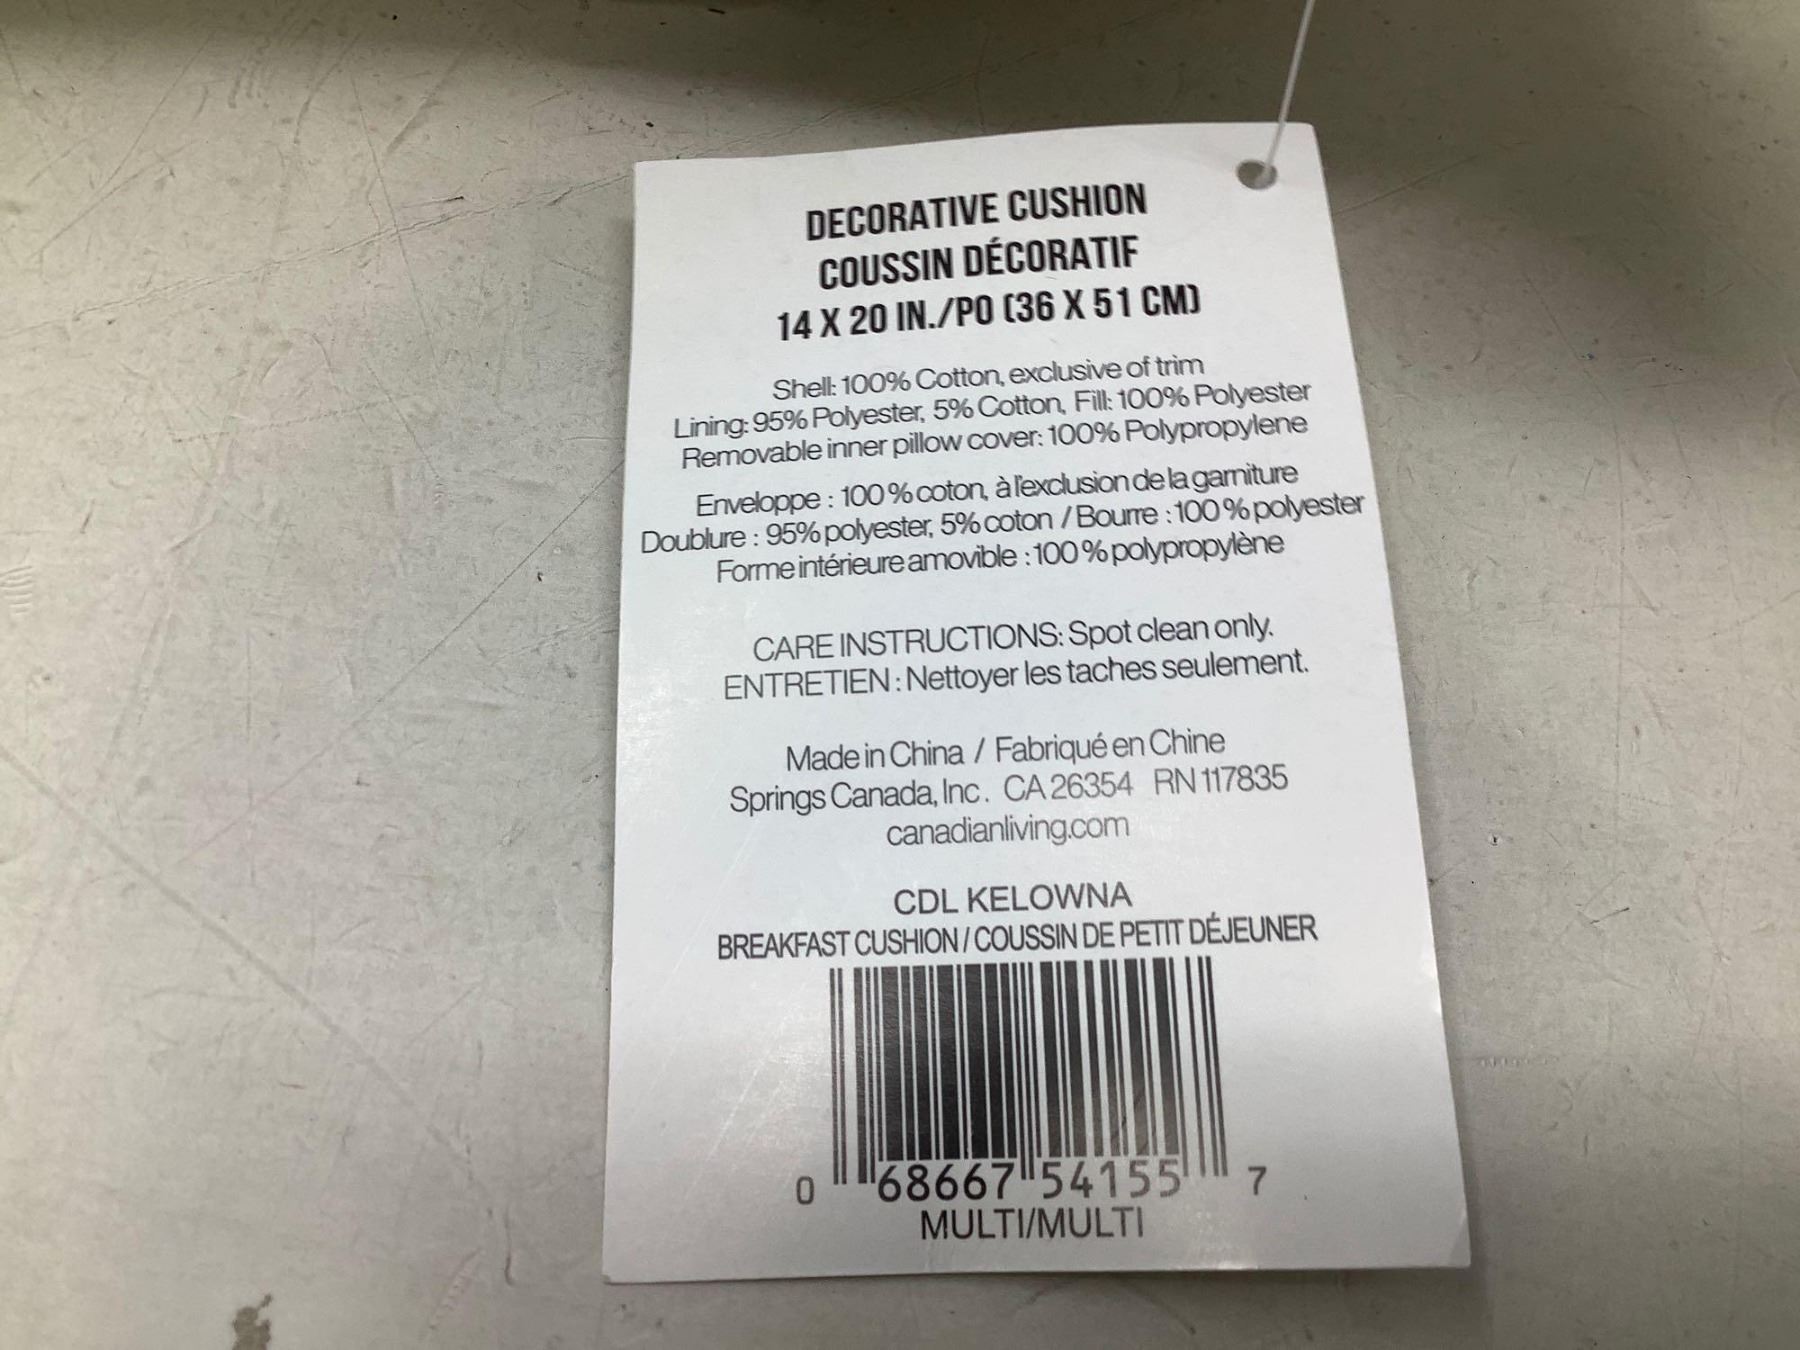 DECORATIVE CUSHION
COUSSIN DÉCORATIF
14 X 20 IN./PO (36 X 51 CM)
Shell: 100% Cotton, exclusive of trim
Lining: 95% Polyester, 5% Cotton, Fill: 100% Polyester
Removable inner pillow cover: 100% Polypropylene
Enveloppe : 100 % coton, à l'exclusion de la garniture
Doublure : 95% polyester, 5% coton / Bourre : 100 % polyester
Forme intérieure amovible : 100 % polypropylène
CARE INSTRUCTIONS: Spot clean only.
ENTRETIEN : Nettoyer les taches seulement.
Made in China / Fabriqué en Chine
Springs Canada, Inc. CA 26354 RN 117835
canadianliving.com
CDL KELOWNA
BREAKFAST CUSHION / COUSSIN DE PETIT DÉJEUNER
0 68667 54155 7
MULTI/MULTI